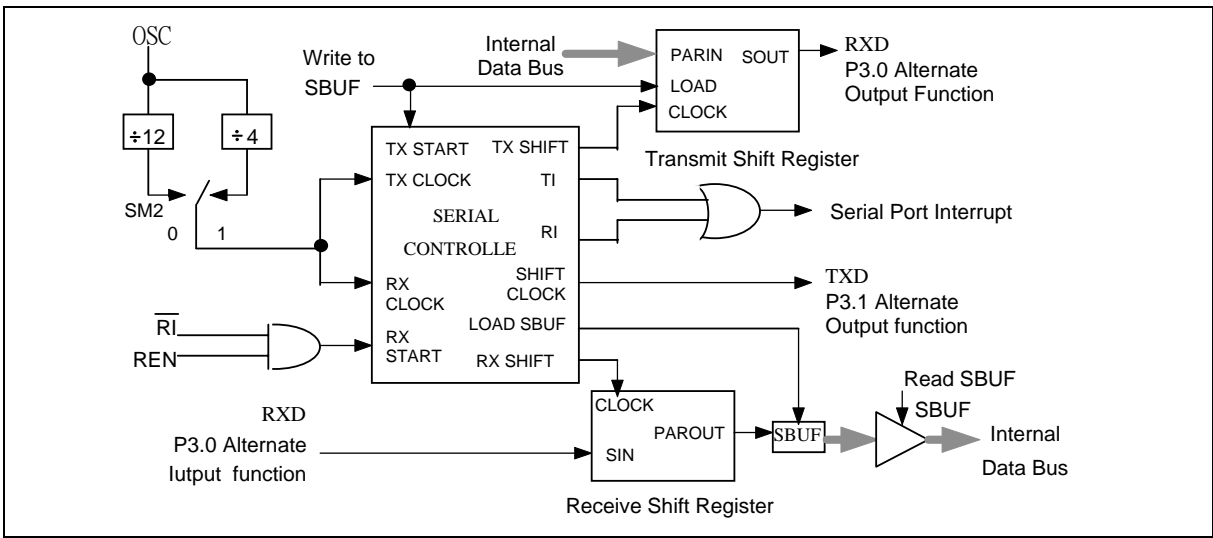 OSC
÷12
÷4
SM2
0
1
Write to
SBUF
Internal
Data Bus
PARIN
SOUT
LOAD
CLOCK
RXD
P3.0 Alternate
Output Function
Transmit Shift Register
TX START
TX SHIFT
TX CLOCK
TI
SERIAL
CONTROLLE
RI
SHIFT
CLOCK
RX
CLOCK
LOAD SBUF
RX
START
RX SHIFT
Serial Port Interrupt
TXD
P3.1 Alternate
Output function
R̅I̅
REN
RXD
P3.0 Alternate
Iutput function
CLOCK
PAROUT
SIN
Receive Shift Register
SBUF
Read SBUF
SBUF
Internal
Data Bus